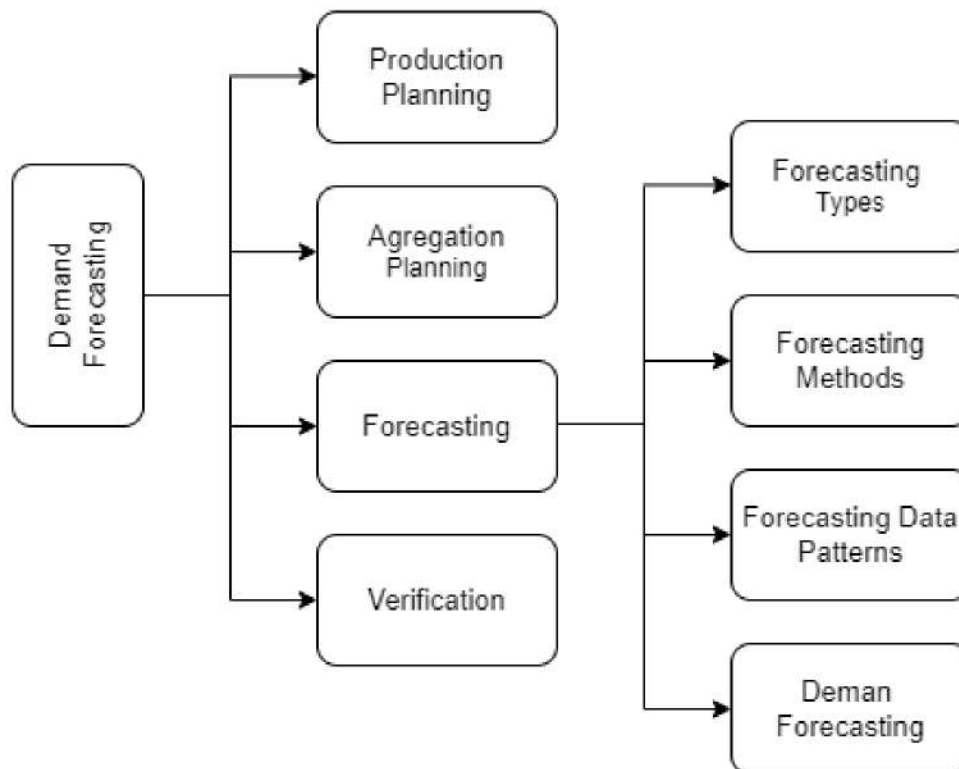 Demand
Forecasting
Production
Planning
Agregation
Planning
Forecasting
Verification
Forecasting
Types
Forecasting
Methods
Forecasting Data
Patterns
Deman
Forecasting